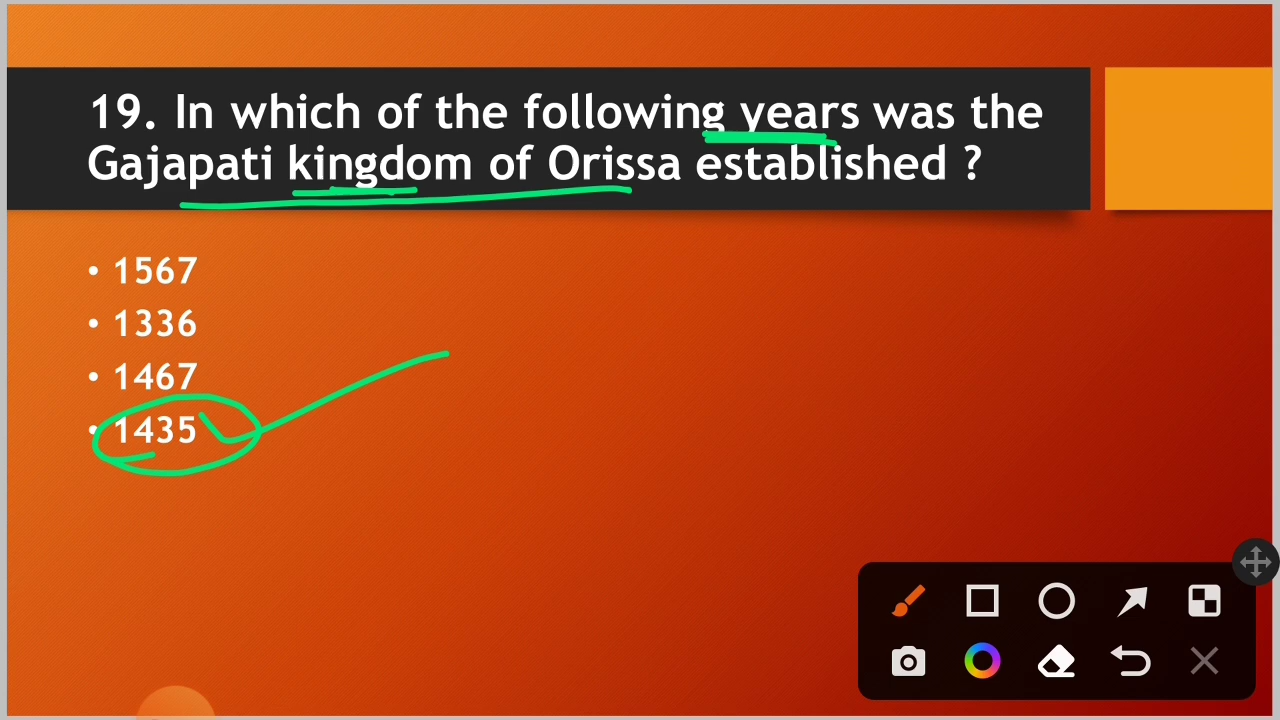 19. In which of the following years was the
Gajapati kingdom of Orissa established ?
• 1567
• 1336
• 1467
• 1435